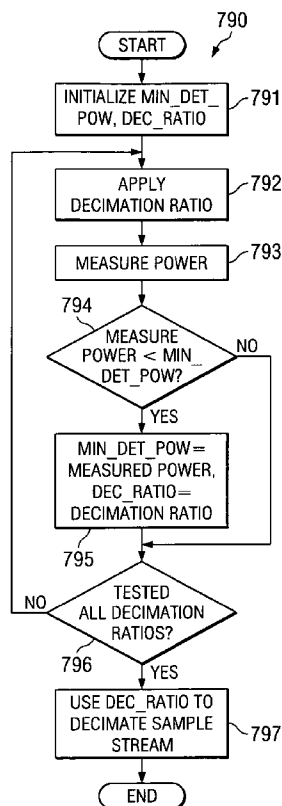 790
START
INITIALIZE MIN_DET_
POW, DEC_RATIO
791
APPLY
DECIMATION RATIO
792
MEASURE POWER
793
794
MEASURE
POWER < MIN_
DET_POW?
NO
YES
MIN_DET_POW=
MEASURED POWER,
DEC_RATIO=
DECIMATION RATIO
795
NO
TESTED
ALL DECIMATION
RATIOS?
796
YES
USE DEC_RATIO TO
DECIMATE SAMPLE
STREAM
797
END